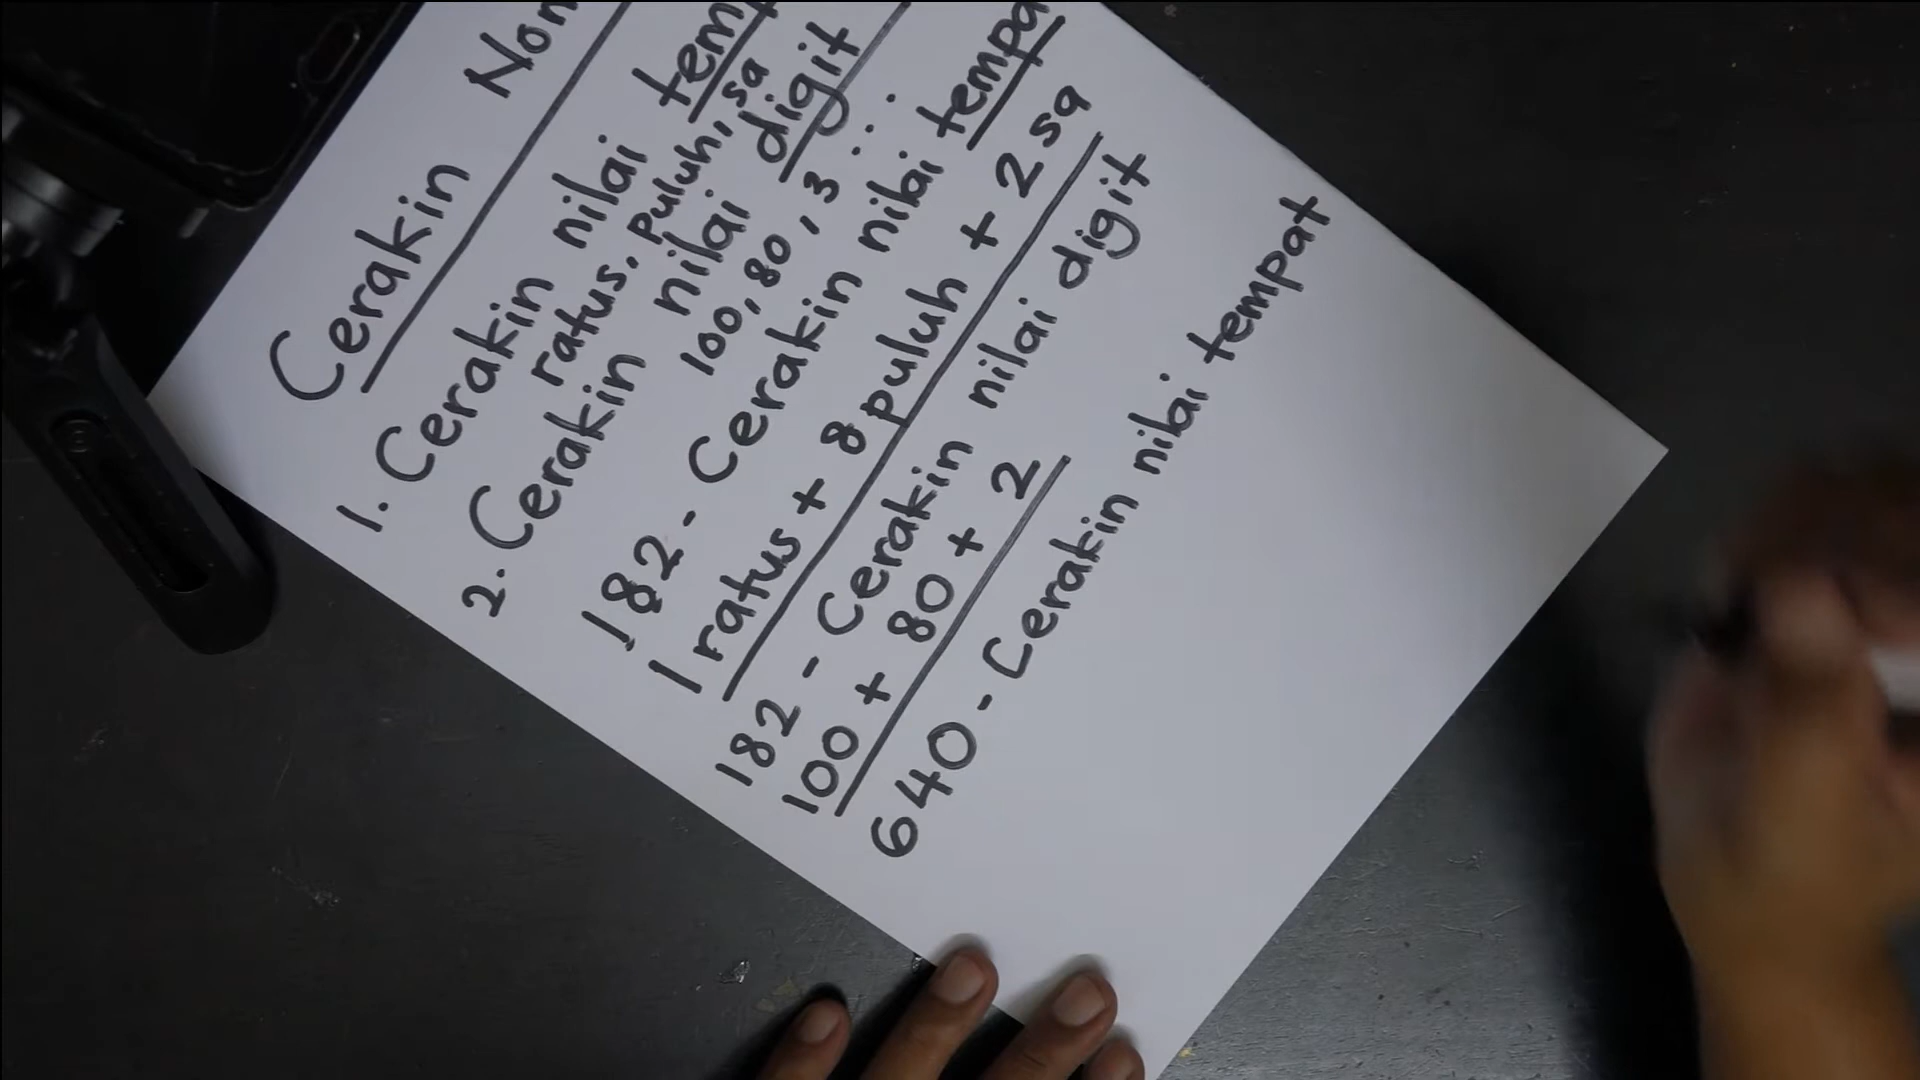 Cerakin
1. Cerakin nilai
ratus, puluh, sa
2. Cerakin nilai digit
100, 80, 3 ...
182 - Cerakin nilai
1 ratus + 8 puluh + 2 sa
182 - Cerakin nilai digit
100 + 80 + 2
640 - Cerakin nilai tempat